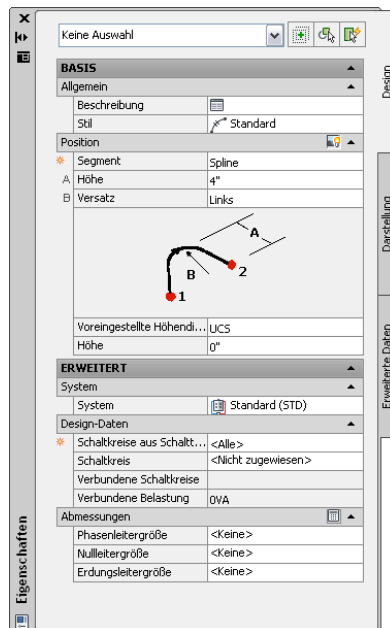 Keine Auswahl
BASIS
Allgemein
Beschreibung
Stil Standard
Position
Segment Spline
A Höhe 4"
B Versatz Links
A
B
1
2
Voreingestellte Höhendi... UCS
Höhe 0"
ERWEITERT
System
System Standard (STD)
Design-Daten
Schaltkreise aus Schaltt... <Alle>
Schaltkreis <Nicht zugewiesen>
Verbundene Schaltkreise
Verbundene Belastung 0VA
Abmessungen
Phasenleitergröße <Keine>
Nullleitergröße <Keine>
Erdungsleitergröße <Keine>
Design
Darstellung
Erweiterte Daten
Eigenschaften